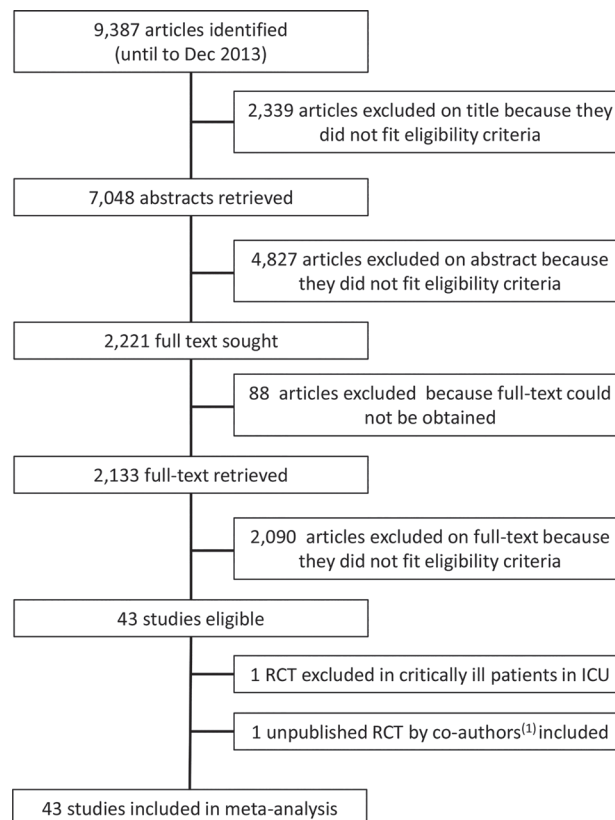 9,387 articles identified
(until to Dec 2013)
2,339 articles excluded on title because they
did not fit eligibility criteria
7,048 abstracts retrieved
4,827 articles excluded on abstract because
they did not fit eligibility criteria
2,221 full text sought
88 articles excluded because full-text could
not be obtained
2,133 full-text retrieved
2,090 articles excluded on full-text because
they did not fit eligibility criteria
43 studies eligible
1 RCT excluded in critically ill patients in ICU
1 unpublished RCT by co-authors(1) included
43 studies included in meta-analysis